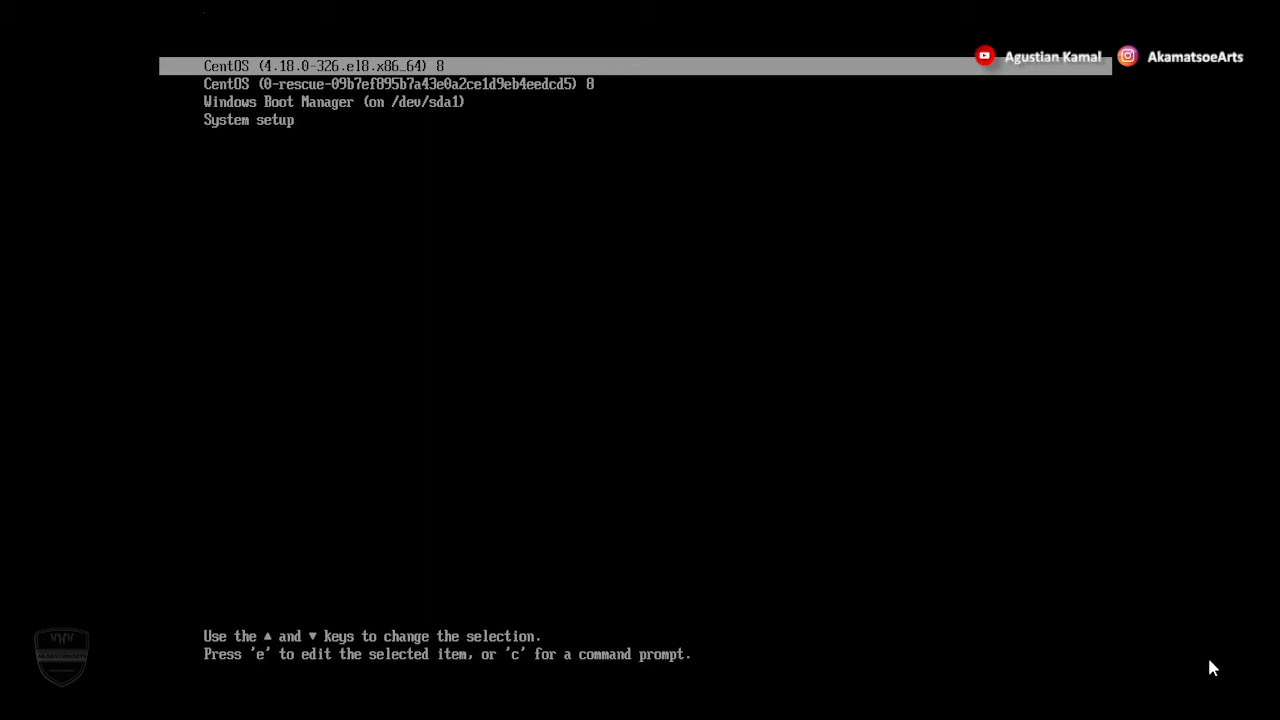 Agustian Kamal AkamatsoeArts
CentOS (4.18.0-326.el8.x86_64) 8
CentOS (0-rescue-09b7ef895b7a43e0a2ce1d9eb4eedcd5) 8
Windows Boot Manager (on /dev/sda1)
System setup
Use the ▲ and ▼ keys to change the selection.
Press 'e' to edit the selected item, or 'c' for a command prompt.